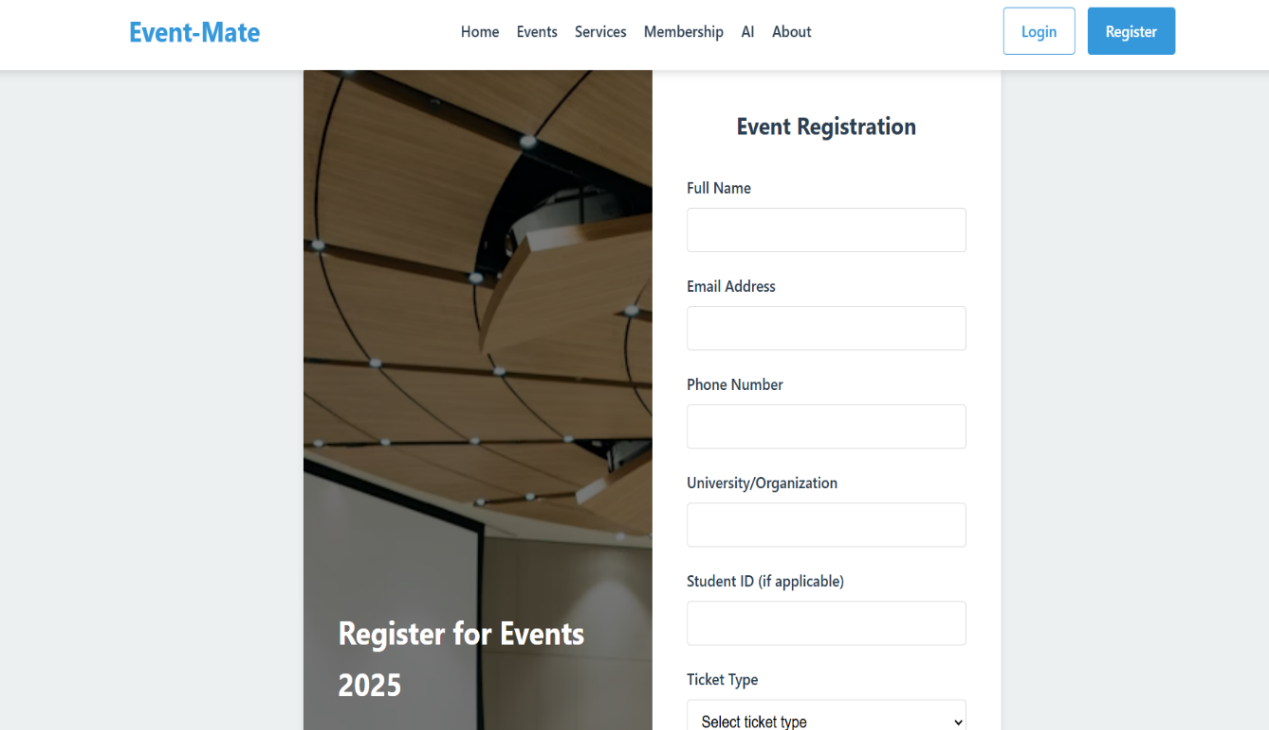 Event-Mate
Home Events Services Membership AI About
Login
Register
Register for Events
2025
Event Registration
Full Name
Email Address
Phone Number
University/Organization
Student ID (if applicable)
Ticket Type
Select ticket type